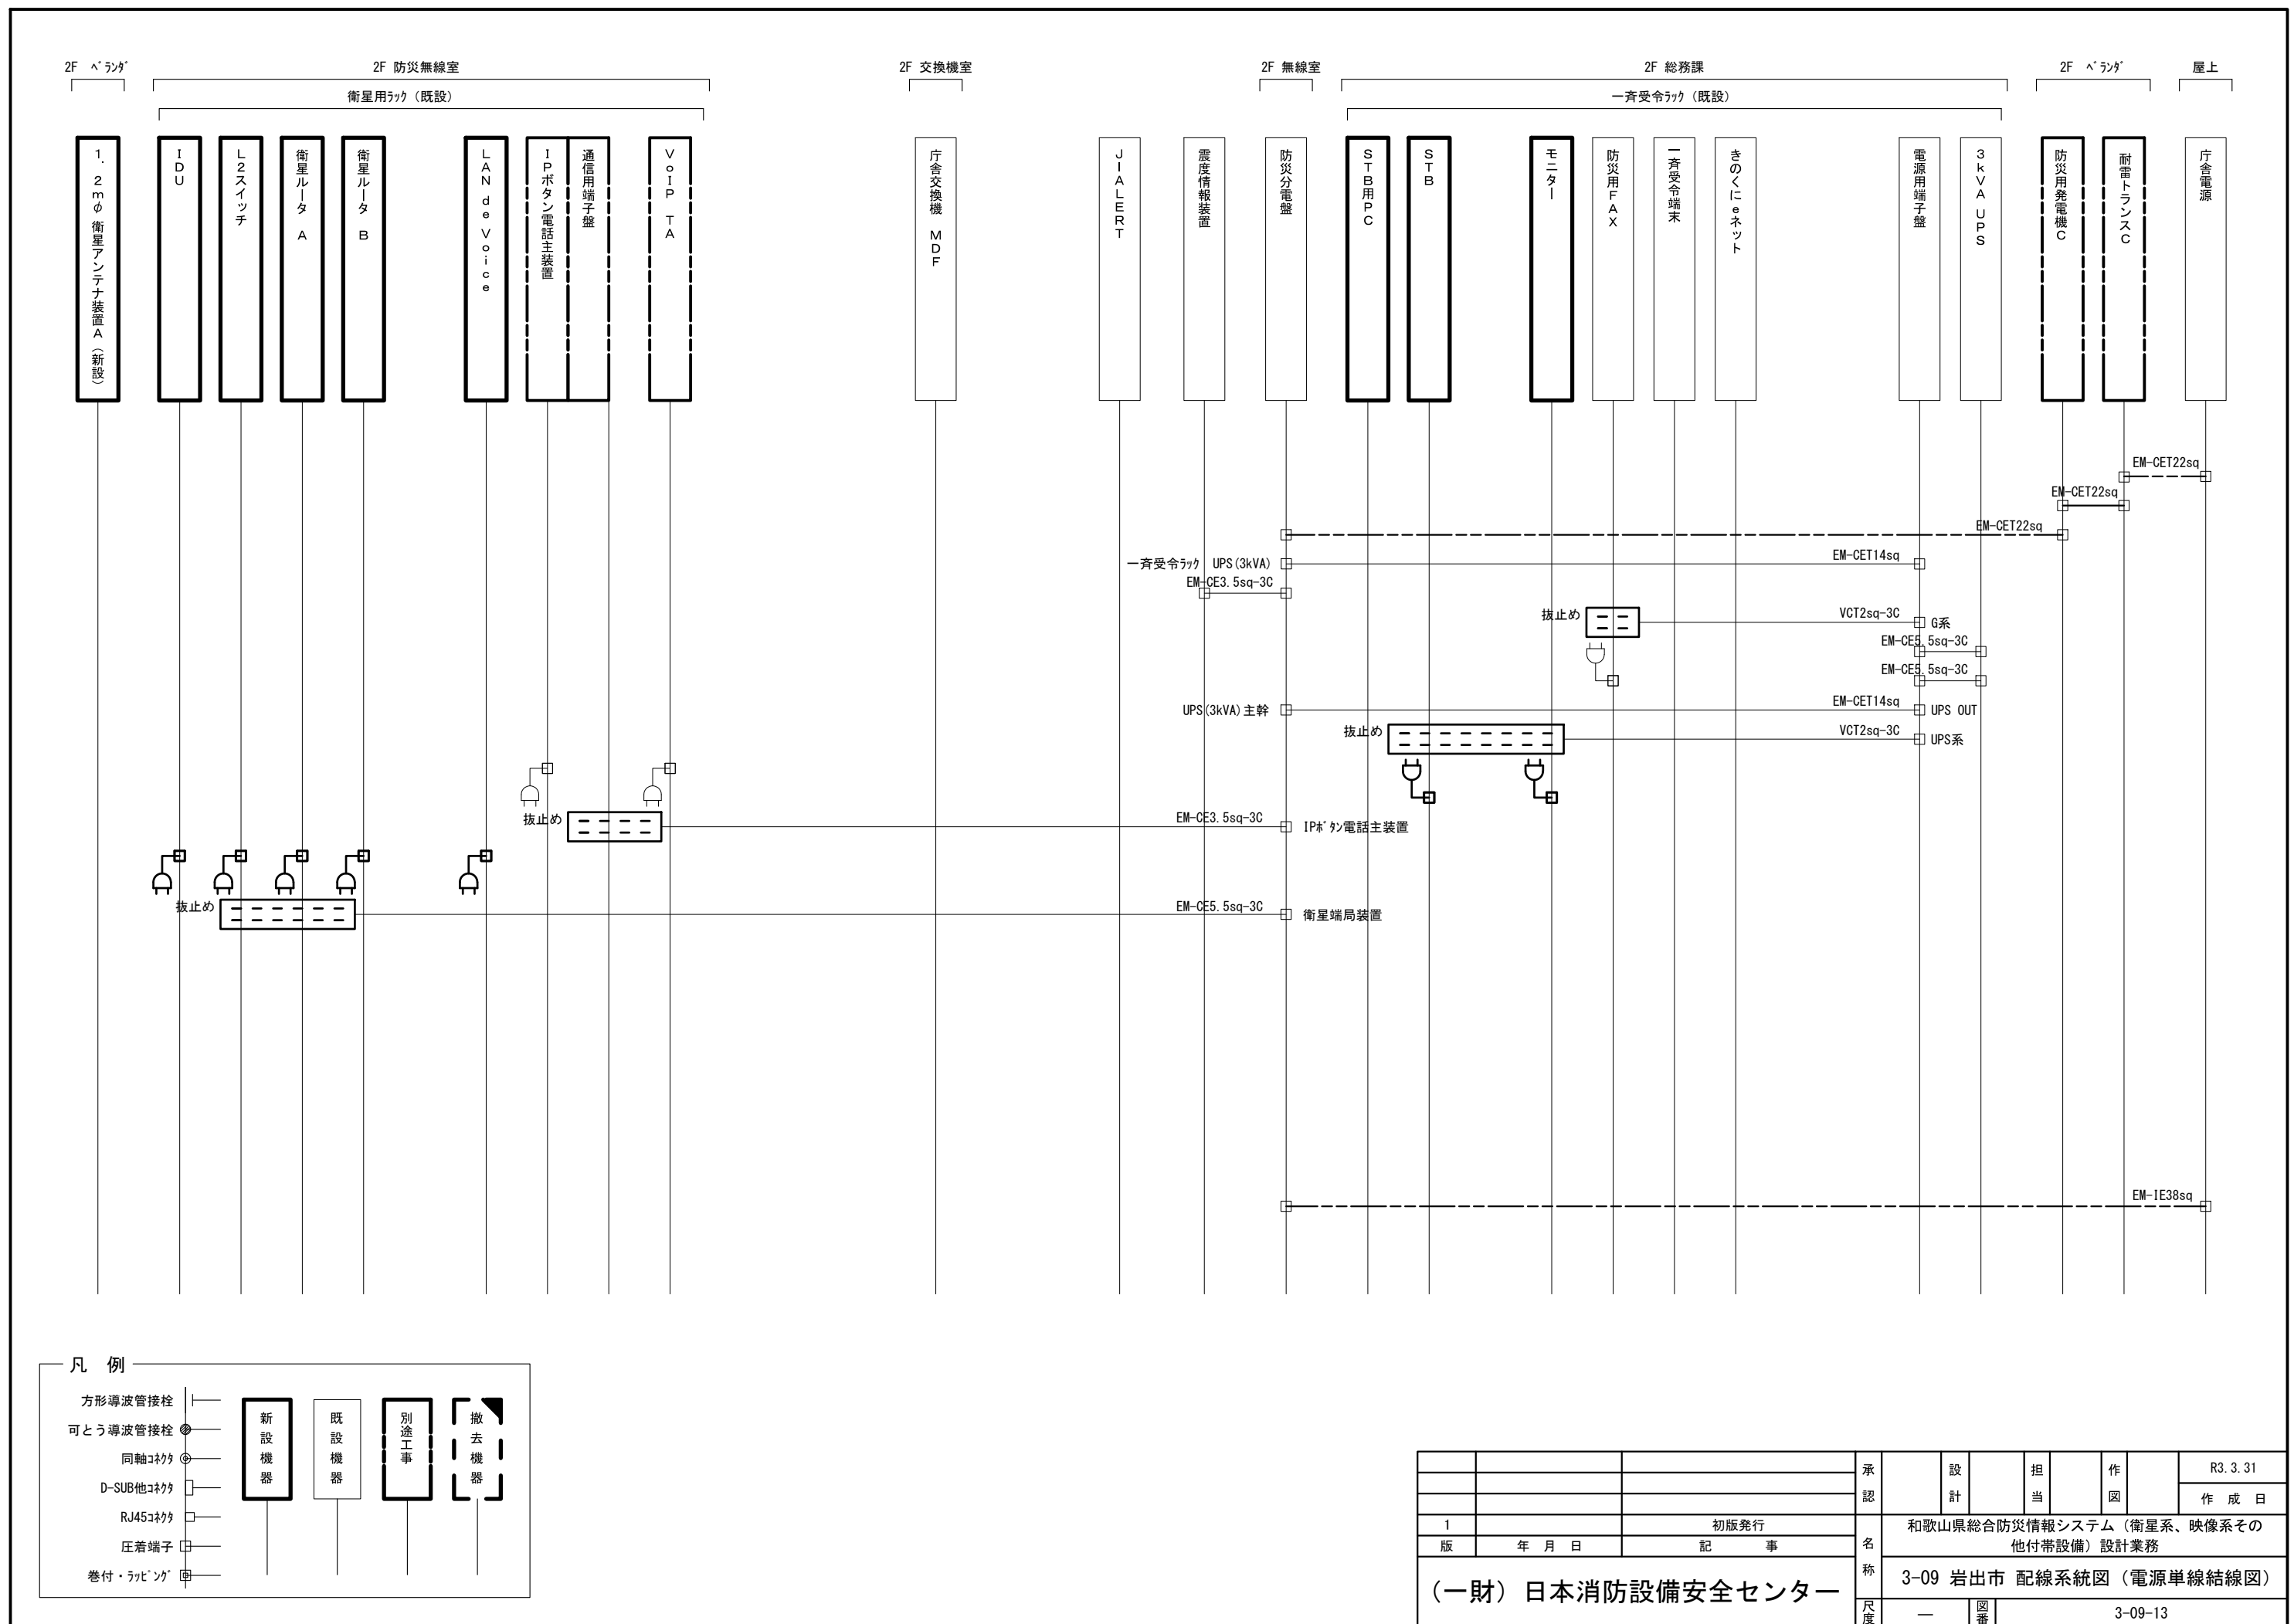 2F ﾍﾞﾗﾝﾀﾞ
2F 防災無線室
2F 交換機室
2F 無線室
2F 総務課
2F ﾍﾞﾗﾝﾀﾞ
屋上
衛星用ﾗｯｸ（既設）
一斉受令ﾗｯｸ（既設）
１．２ｍφ 衛星アンテナ装置Ａ（新設）
ＩＤＵ
Ｌ２スイッチ
衛星ルータ Ａ
衛星ルータ Ｂ
ＬＡＮ ｄｅ Ｖｏｉｃｅ
ＩＰボタン電話主装置
通信用端子盤
ＶｏＩＰ ＴＡ
庁舎交換機 ＭＤＦ
Ｊ－ＡＬＥＲＴ
震度情報装置
防災分電盤
ＳＴＢ用ＰＣ
ＳＴＢ
モニター
防災用ＦＡＸ
一斉受令端末
きのくにｅネット
電源用端子盤
３ｋＶＡ ＵＰＳ
防災用発電機Ｃ
耐雷トランスＣ
庁舎電源
EM-CET22sq
EM-CET22sq
EM-CET22sq
一斉受令ﾗｯｸ UPS(3kVA)
EM-CET14sq
EM-CE3.5sq-3C
抜止め
VCT2sq-3C
G系
EM-CE5.5sq-3C
EM-CE5.5sq-3C
UPS(3kVA)主幹
EM-CET14sq
UPS OUT
抜止め
VCT2sq-3C
UPS系
抜止め
EM-CE3.5sq-3C
IPﾎﾞﾀﾝ電話主装置
抜止め
EM-CE5.5sq-3C
衛星端局装置
EM-IE38sq
凡 例
方形導波管接栓
可とう導波管接栓
同軸ｺﾈｸﾀ
D-SUB他ｺﾈｸﾀ
RJ45ｺﾈｸﾀ
圧着端子
巻付・ﾗｯﾋﾟﾝｸﾞ
新設機器
既設機器
別途工事
撤去機器
承認
設計
担当
作図
R3.3.31
作 成 日
1
初版発行
版
年 月 日
記 事
名称
和歌山県総合防災情報システム（衛星系、映像系その
他付帯設備）設計業務
（一財）日本消防設備安全センター
3-09 岩出市 配線系統図（電源単線結線図）
尺度
―
図番
3-09-13